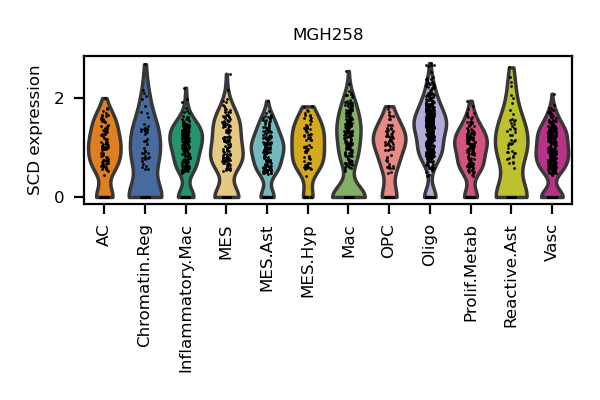 MGH258
SCD expression
2
0
AC
Chromatin.Reg
Inflammatory.Mac
MES
MES.Ast
MES.Hyp
Mac
OPC
Oligo
Prolif.Metab
Reactive.Ast
Vasc